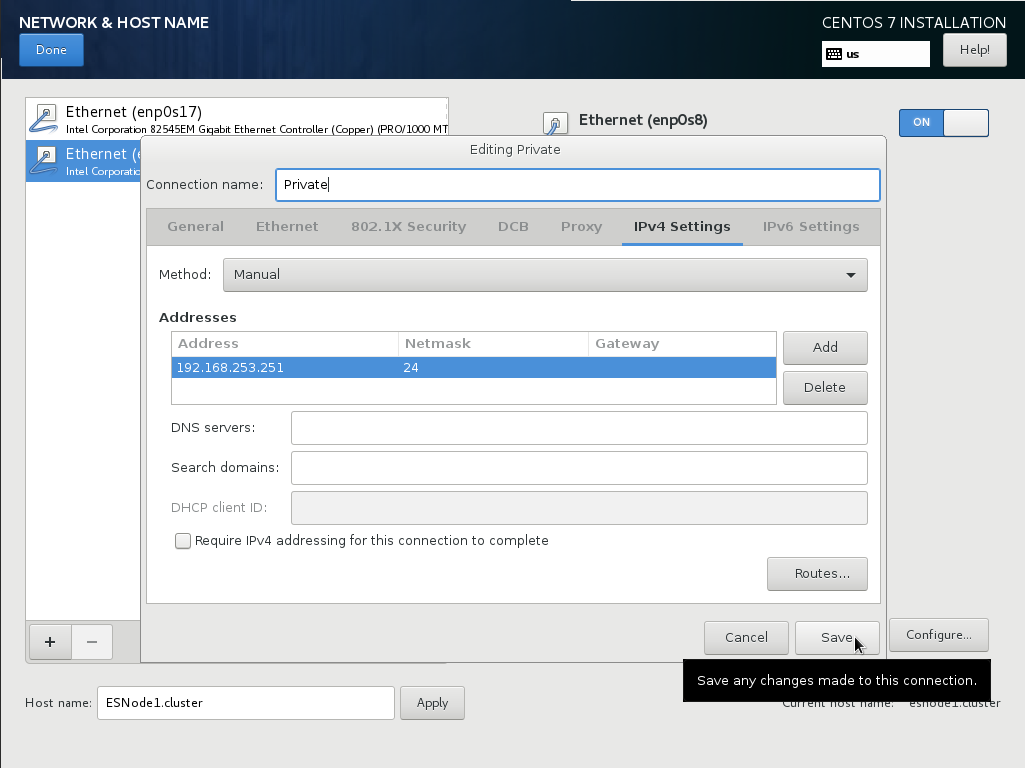 NETWORK & HOST NAME
CENTOS 7 INSTALLATION
Done
us
Help!
Ethernet (enp0s17)
Intel Corporation 82545EM Gigabit Ethernet Controller (Copper) (PRO/1000 MT
Ethernet (enp0s8)
ON
Ethernet (e
Intel Corporatio
Editing Private
Connection name: Private
General Ethernet 802.1X Security DCB Proxy IPv4 Settings IPv6 Settings
Method: Manual
Addresses
Address Netmask Gateway
192.168.253.251 24
Add
Delete
DNS servers:
Search domains:
DHCP client ID:
Require IPv4 addressing for this connection to complete
Routes...
Cancel Save
+ − Configure...
Save any changes made to this connection.
Host name: ESNode1.cluster Apply
Current host name: esnode1.cluster